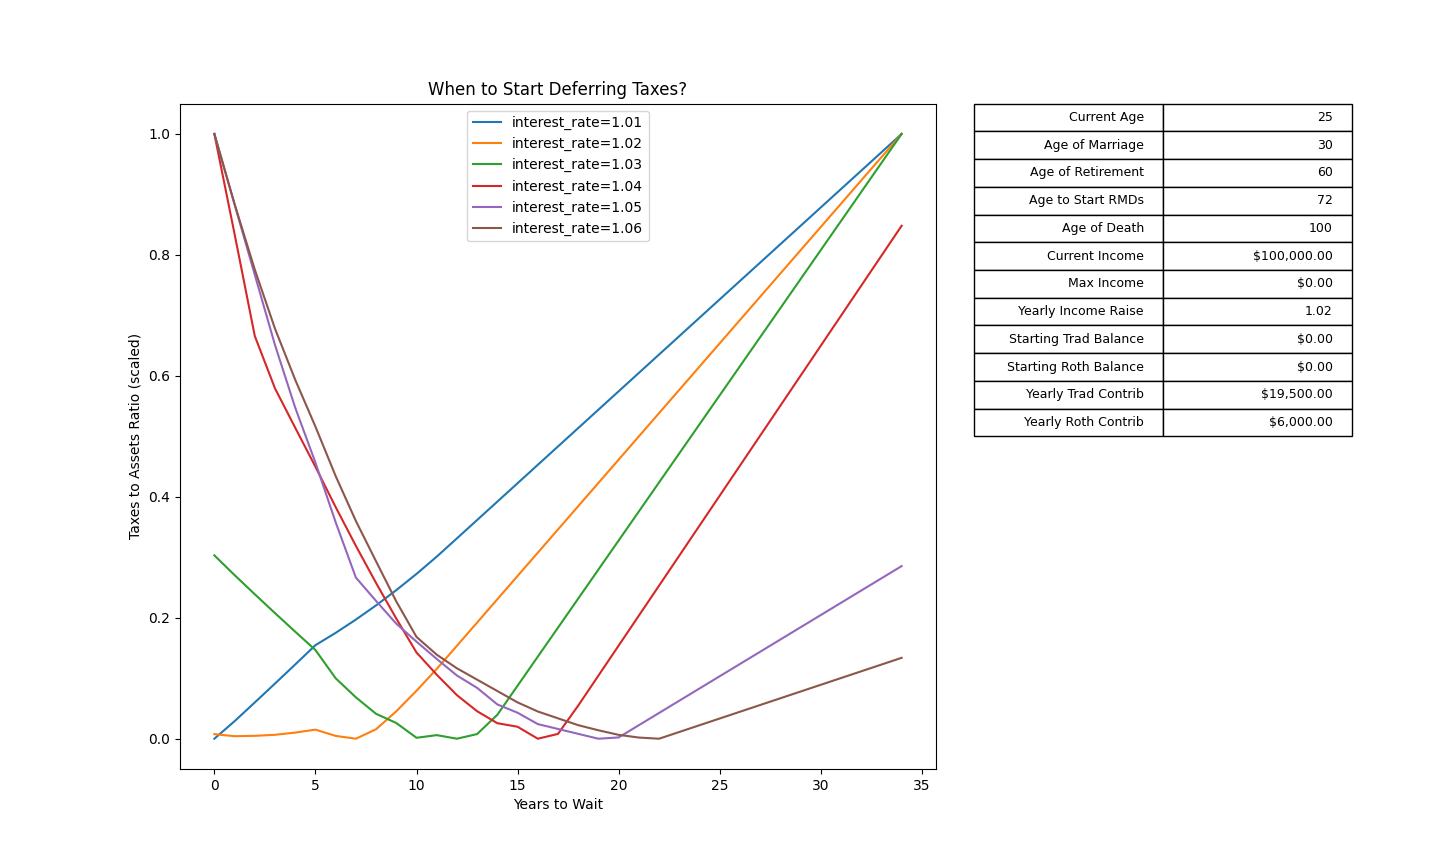 When to Start Deferring Taxes?
interest_rate=1.01
interest_rate=1.02
interest_rate=1.03
interest_rate=1.04
interest_rate=1.05
interest_rate=1.06
Taxes to Assets Ratio (scaled)
1.0
0.8
0.6
0.4
0.2
0.0
0 5 10 15 20 25 30 35
Years to Wait
Current Age 25
Age of Marriage 30
Age of Retirement 60
Age to Start RMDs 72
Age of Death 100
Current Income $100,000.00
Max Income $0.00
Yearly Income Raise 1.02
Starting Trad Balance $0.00
Starting Roth Balance $0.00
Yearly Trad Contrib $19,500.00
Yearly Roth Contrib $6,000.00